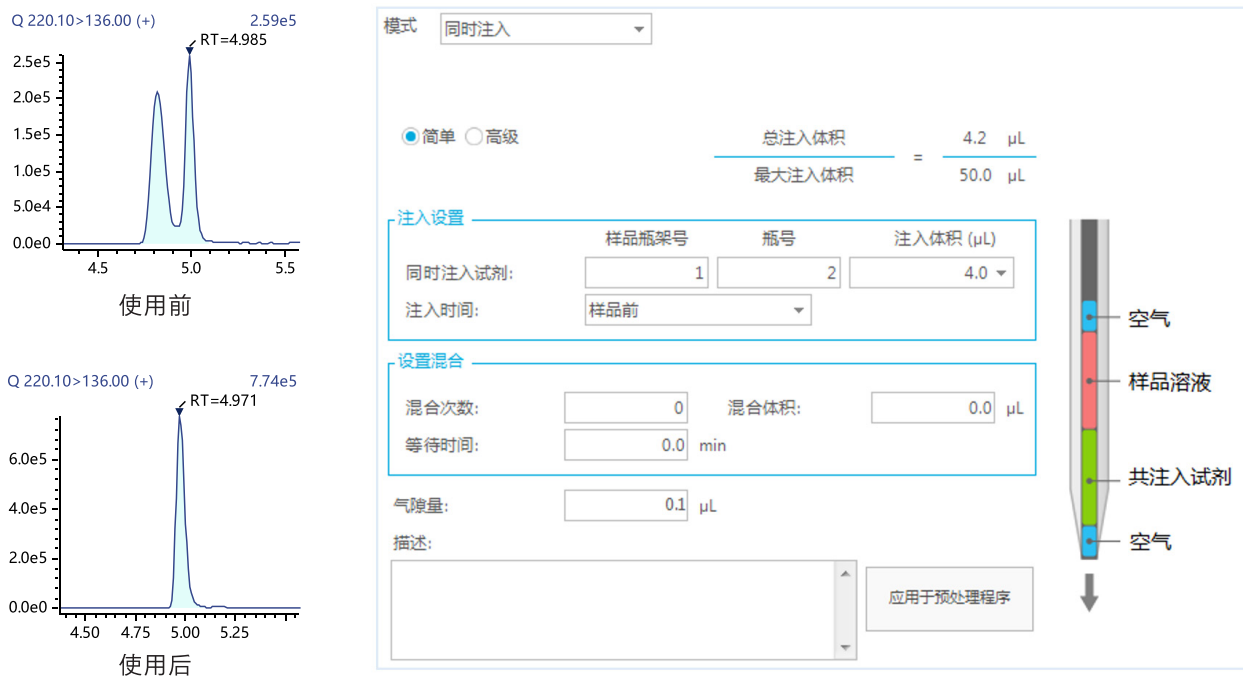 Q 220.10>136.00 (+) 2.59e5
RT=4.985
2.5e5
2.0e5
1.5e5
1.0e5
5.0e4
0.0e0
4.5 5.0 5.5
使用前
Q 220.10>136.00 (+) 7.74e5
RT=4.971
6.0e5
4.0e5
2.0e5
0.0e0
4.50 4.75 5.00 5.25
使用后
模式 同时注入
简单 高级
总注入体积 = 4.2 µL
最大注入体积 50.0 µL
注入设置
样品瓶架号 瓶号 注入体积 (µL)
同时注入试剂: 1 2 4.0
注入时间: 样品前
设置混合
混合次数: 0 混合体积: 0.0 µL
等待时间: 0.0 min
气隙量: 0.1 µL
描述:
应用于预处理程序
空气
样品溶液
共注入试剂
空气